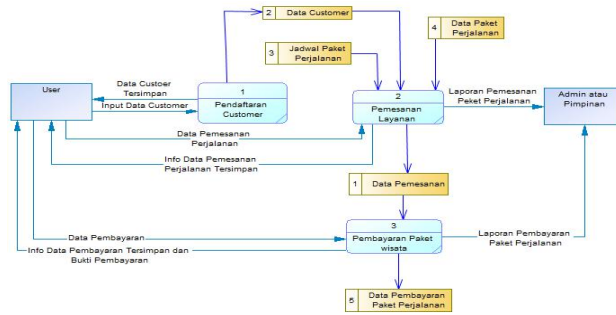 2 Data Customer
4 Data Paket
Perjalanan
3 Jadwal Paket
Perjalanan
User
Data Custoer
Tersimpan
Input Data Customer
1
Pendaftaran
Customer
2
Pemesanan
Layanan
Laporan Pemesanan
Peket Perjalanan
Admin atau
Pimpinan
Data Pemesanan
Perjalanan
Info Data Pemesanan
Perjalanan Tersimpan
1 Data Pemesanan
3
Pembayaran Paket
wisata
Data Pembayaran
Info Data Pembayaran Tersimpan dan
Bukti Pembayaran
Laporan Pembayaran
Paket Perjalanan
5 Data Pembayaran
Paket Perjalanan